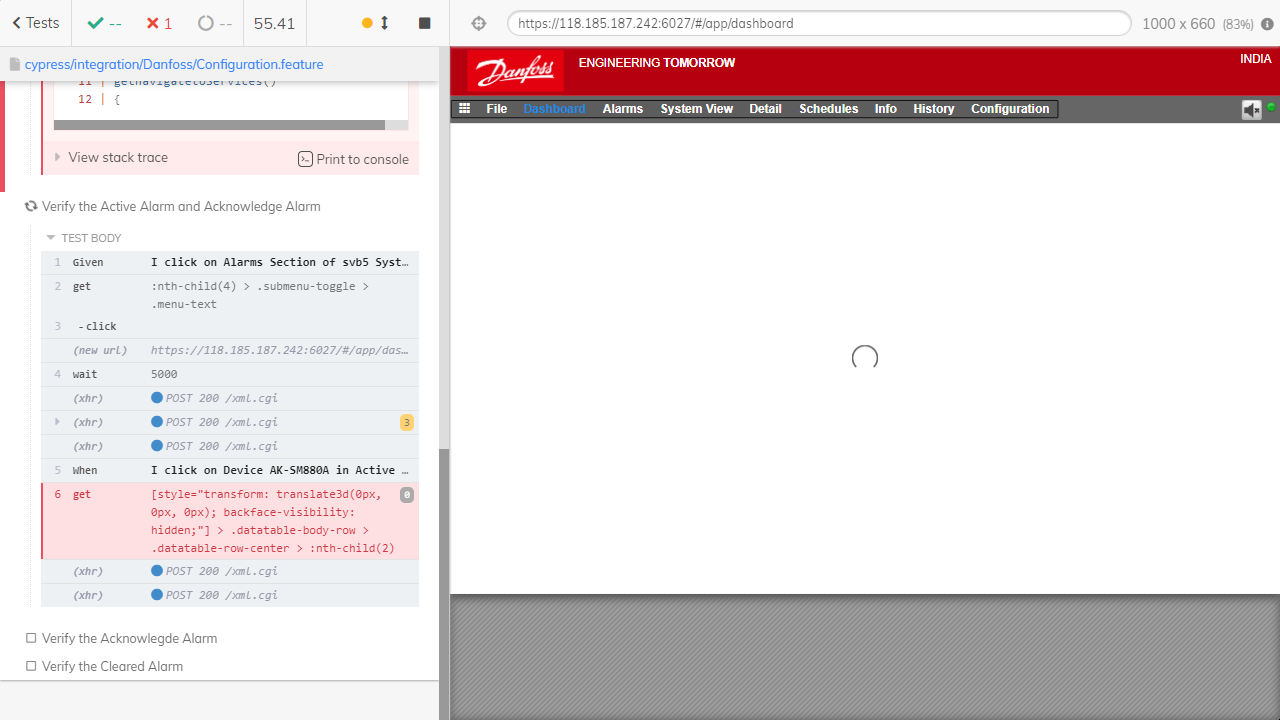 Tests
--
1
--
55.41
https://118.185.187.242:6027/#/app/dashboard
1000 x 660 (83%)
cypress/integration/Danfoss/Configuration.feature
11 | getnavigatetoServices()
12 | {
View stack trace
Print to console
Verify the Active Alarm and Acknowledge Alarm
TEST BODY
1 Given I click on Alarms Section of svb5 Syst…
2 get :nth-child(4) > .submenu-toggle >
.menu-text
3 -click
(new url) https://118.185.187.242:6027/#/app/das…
4 wait 5000
(xhr) POST 200 /xml.cgi
(xhr) POST 200 /xml.cgi 3
(xhr) POST 200 /xml.cgi
5 When I click on Device AK-SM880A in Active …
6 get [style="transform: translate3d(0px, 0
0px, 0px); backface-visibility:
hidden;"] > .datatable-body-row >
.datatable-row-center > :nth-child(2)
(xhr) POST 200 /xml.cgi
(xhr) POST 200 /xml.cgi
Verify the Acknowlegde Alarm
Verify the Cleared Alarm
Danfoss
ENGINEERING TOMORROW
INDIA
File Dashboard Alarms System View Detail Schedules Info History Configuration